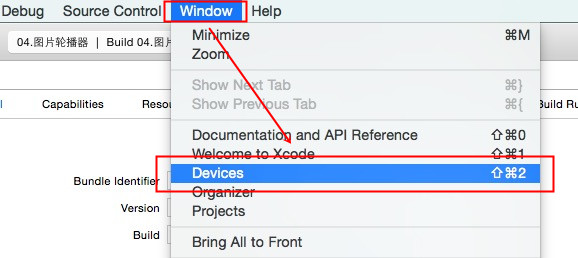 Debug Source Control Window Help
04.图片轮播器 | Build 04.图片
Minimize ⌘M
Zoom
Show Next Tab ⌘}
Show Previous Tab ⌘{
Capabilities Resou Build Ru
Documentation and API Reference ⇧⌘0
Welcome to Xcode ⇧⌘1
Devices ⇧⌘2
Bundle Identifier
Organizer
Version
Projects
Build
Bring All to Front